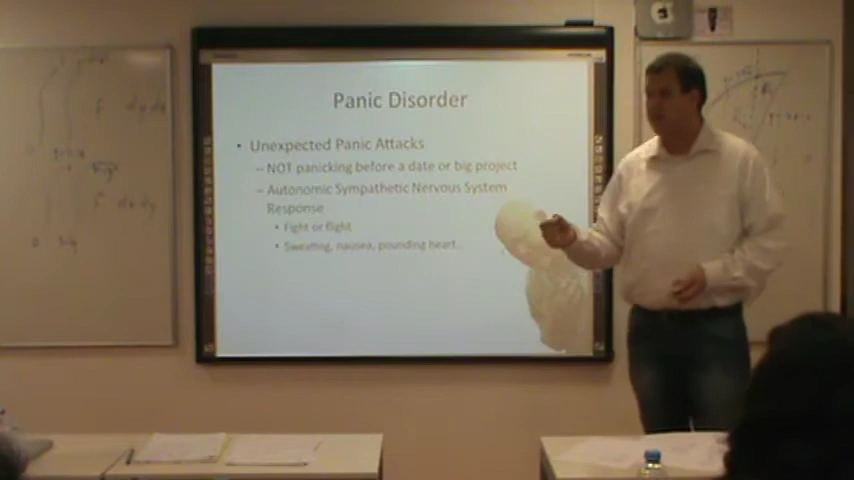 Panic Disorder
• Unexpected Panic Attacks
– NOT panicking before a date or big project
– Autonomic Sympathetic Nervous System
Response
• Fight or flight
• Sweating, nausea, pounding heart..